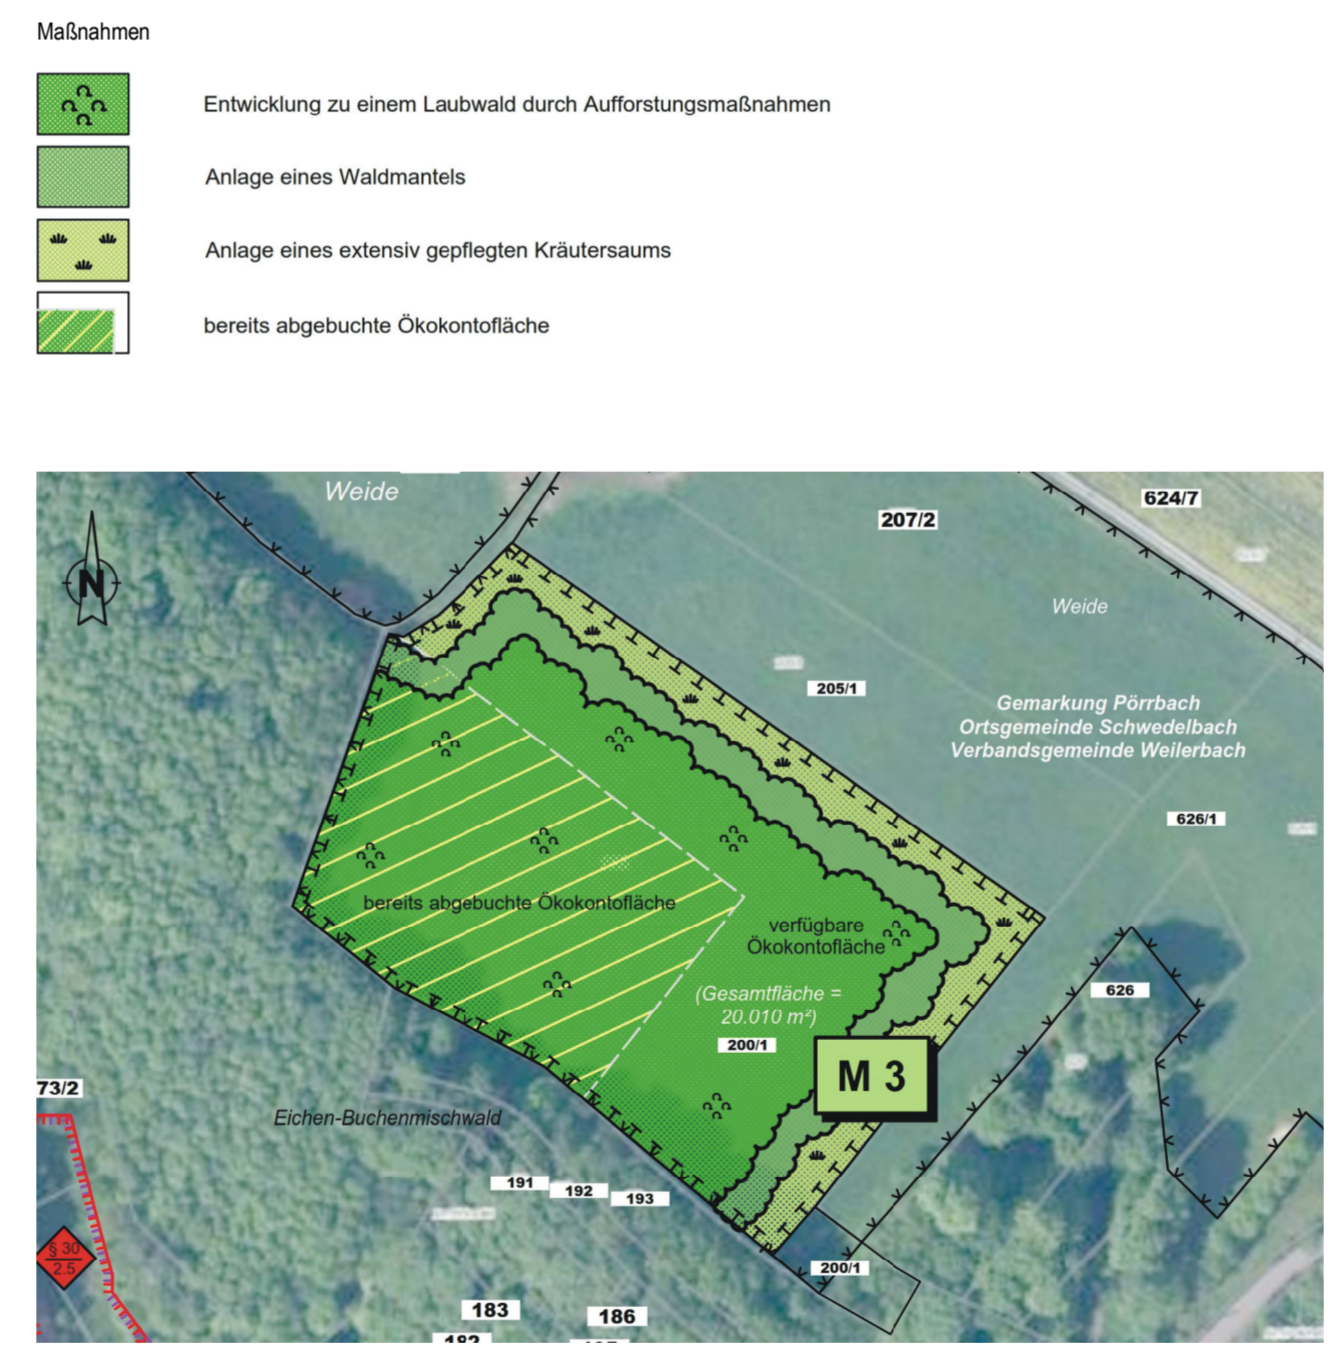 Maßnahmen
Entwicklung zu einem Laubwald durch Aufforstungsmaßnahmen
Anlage eines Waldmantels
Anlage eines extensiv gepflegten Kräutersaums
bereits abgebuchte Ökokontofläche
Weide
624/7
207/2
N
Weide
205/1
Gemarkung Pörrbach
Ortsgemeinde Schwedelbach
Verbandsgemeinde Weilerbach
626/1
bereits abgebuchte Ökokontofläche
verfügbare
Ökokontofläche
(Gesamtfläche =
20.010 m²)
626
200/1
M 3
73/2
Eichen-Buchenmischwald
191
192
193
§ 30
2.5
200/1
183
186
182